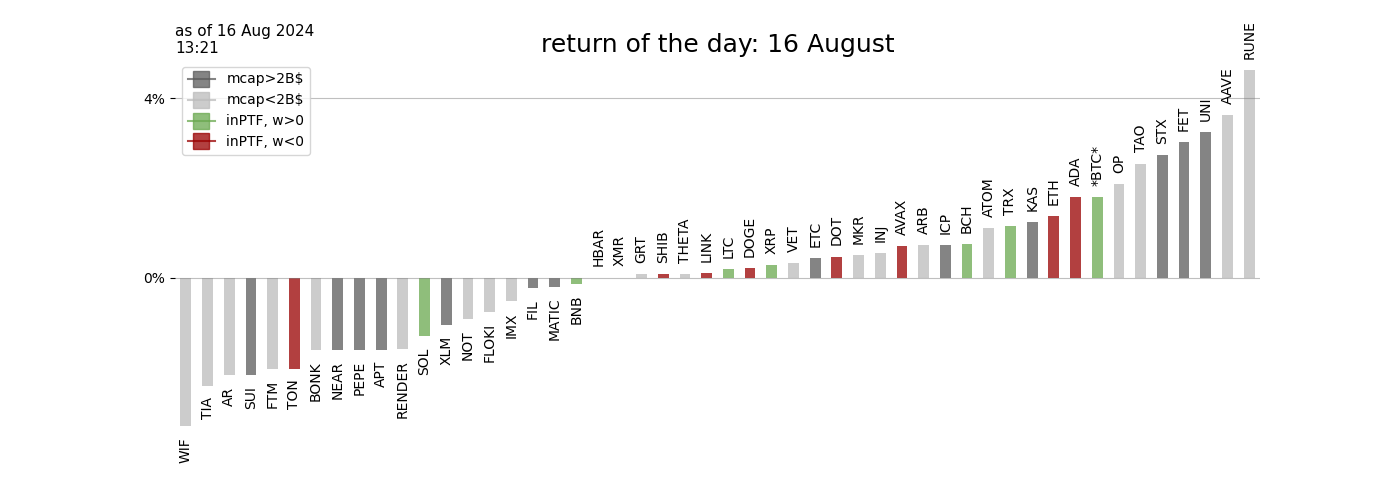 as of 16 Aug 2024
13:21
return of the day: 16 August
mcap>2B$
mcap<2B$
inPTF, w>0
inPTF, w<0
4%
0%
WIF
TIA
AR
SUI
FTM
TON
BONK
NEAR
PEPE
APT
RENDER
SOL
XLM
NOT
FLOKI
IMX
FIL
MATIC
BNB
HBAR
XMR
GRT
SHIB
THETA
LINK
LTC
DOGE
XRP
VET
ETC
DOT
MKR
INJ
AVAX
ARB
ICP
BCH
ATOM
TRX
KAS
ETH
ADA
*BTC*
OP
TAO
STX
FET
UNI
AAVE
RUNE